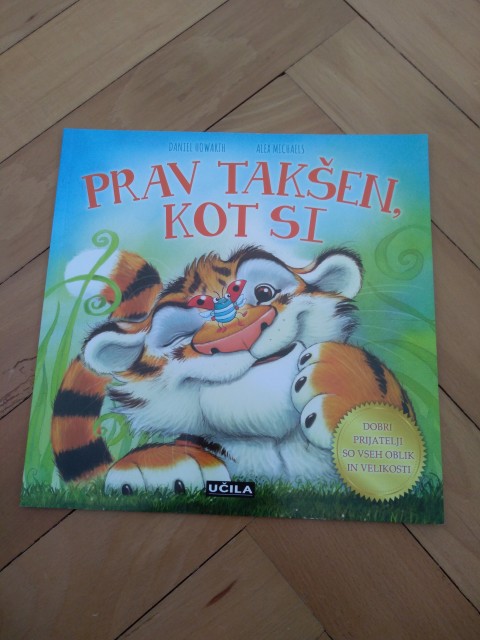 DANIEL HOWARTH ALEX MICHAELS
PRAV TAKŠEN,
KOT SI
DOBRI
PRIJATELJI
SO VSEH OBLIK
IN VELIKOSTI
UČILA